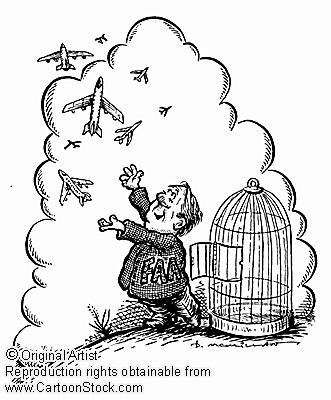 FAA
© Original Artist
Reproduction rights obtainable from
www.CartoonStock.com